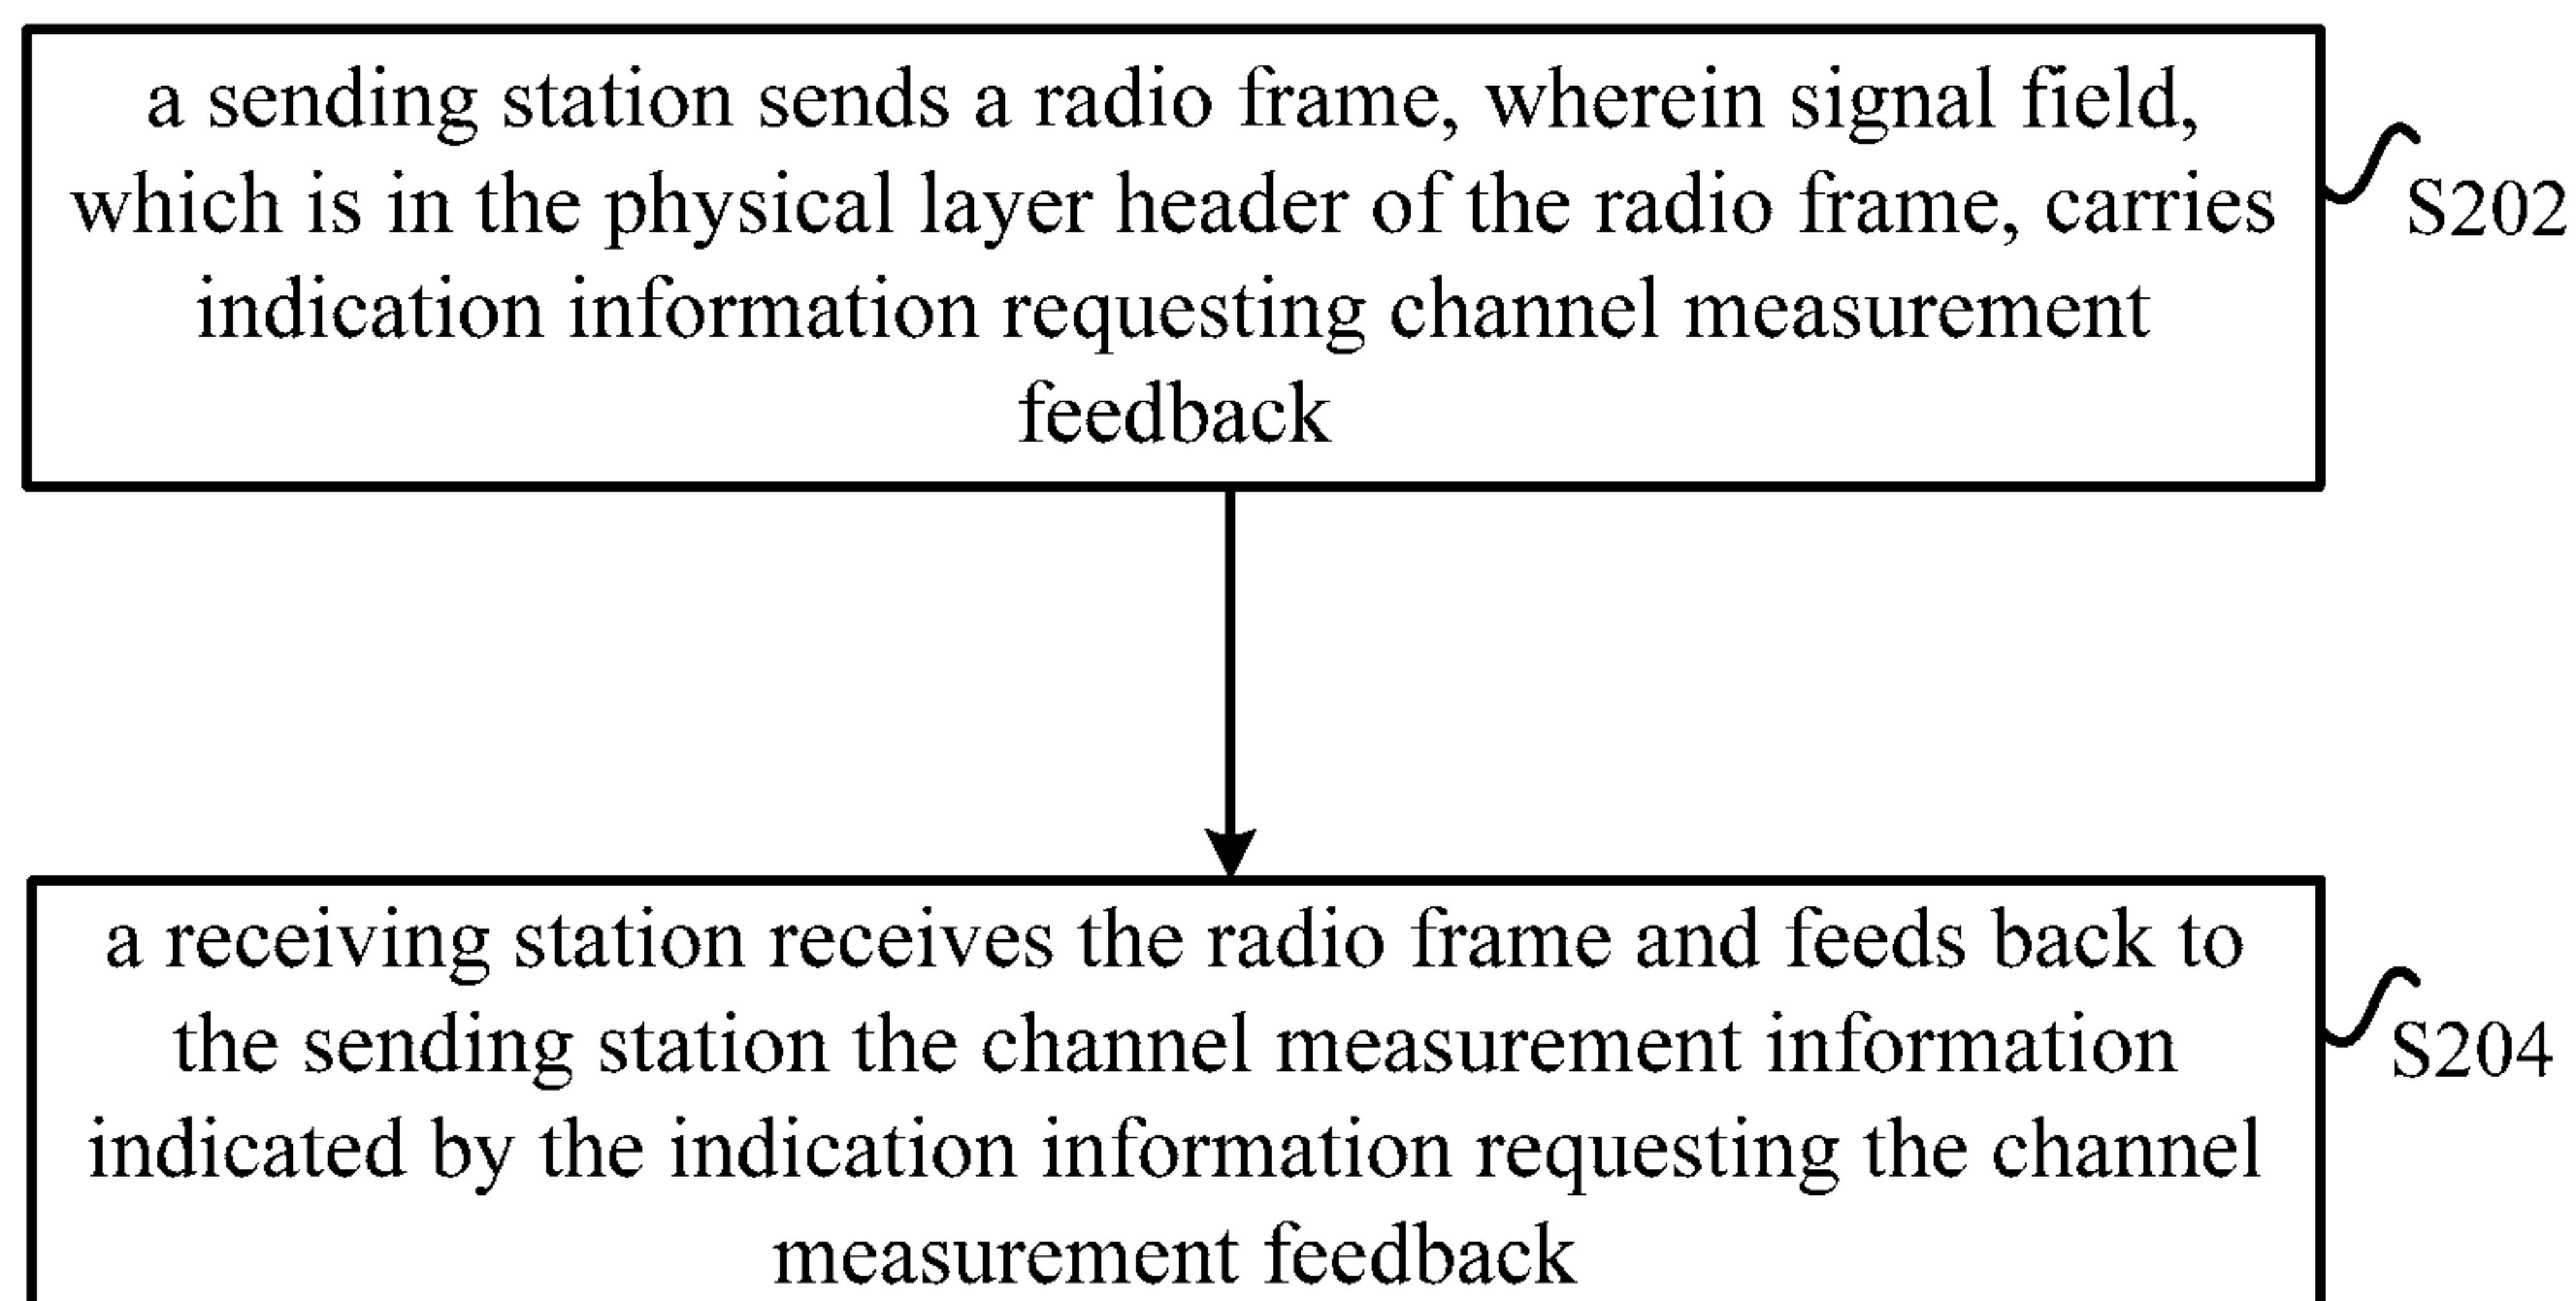 a sending station sends a radio frame, wherein signal field,
which is in the physical layer header of the radio frame, carries
indication information requesting channel measurement
feedback
S202
a receiving station receives the radio frame and feeds back to
the sending station the channel measurement information
indicated by the indication information requesting the channel
measurement feedback
S204